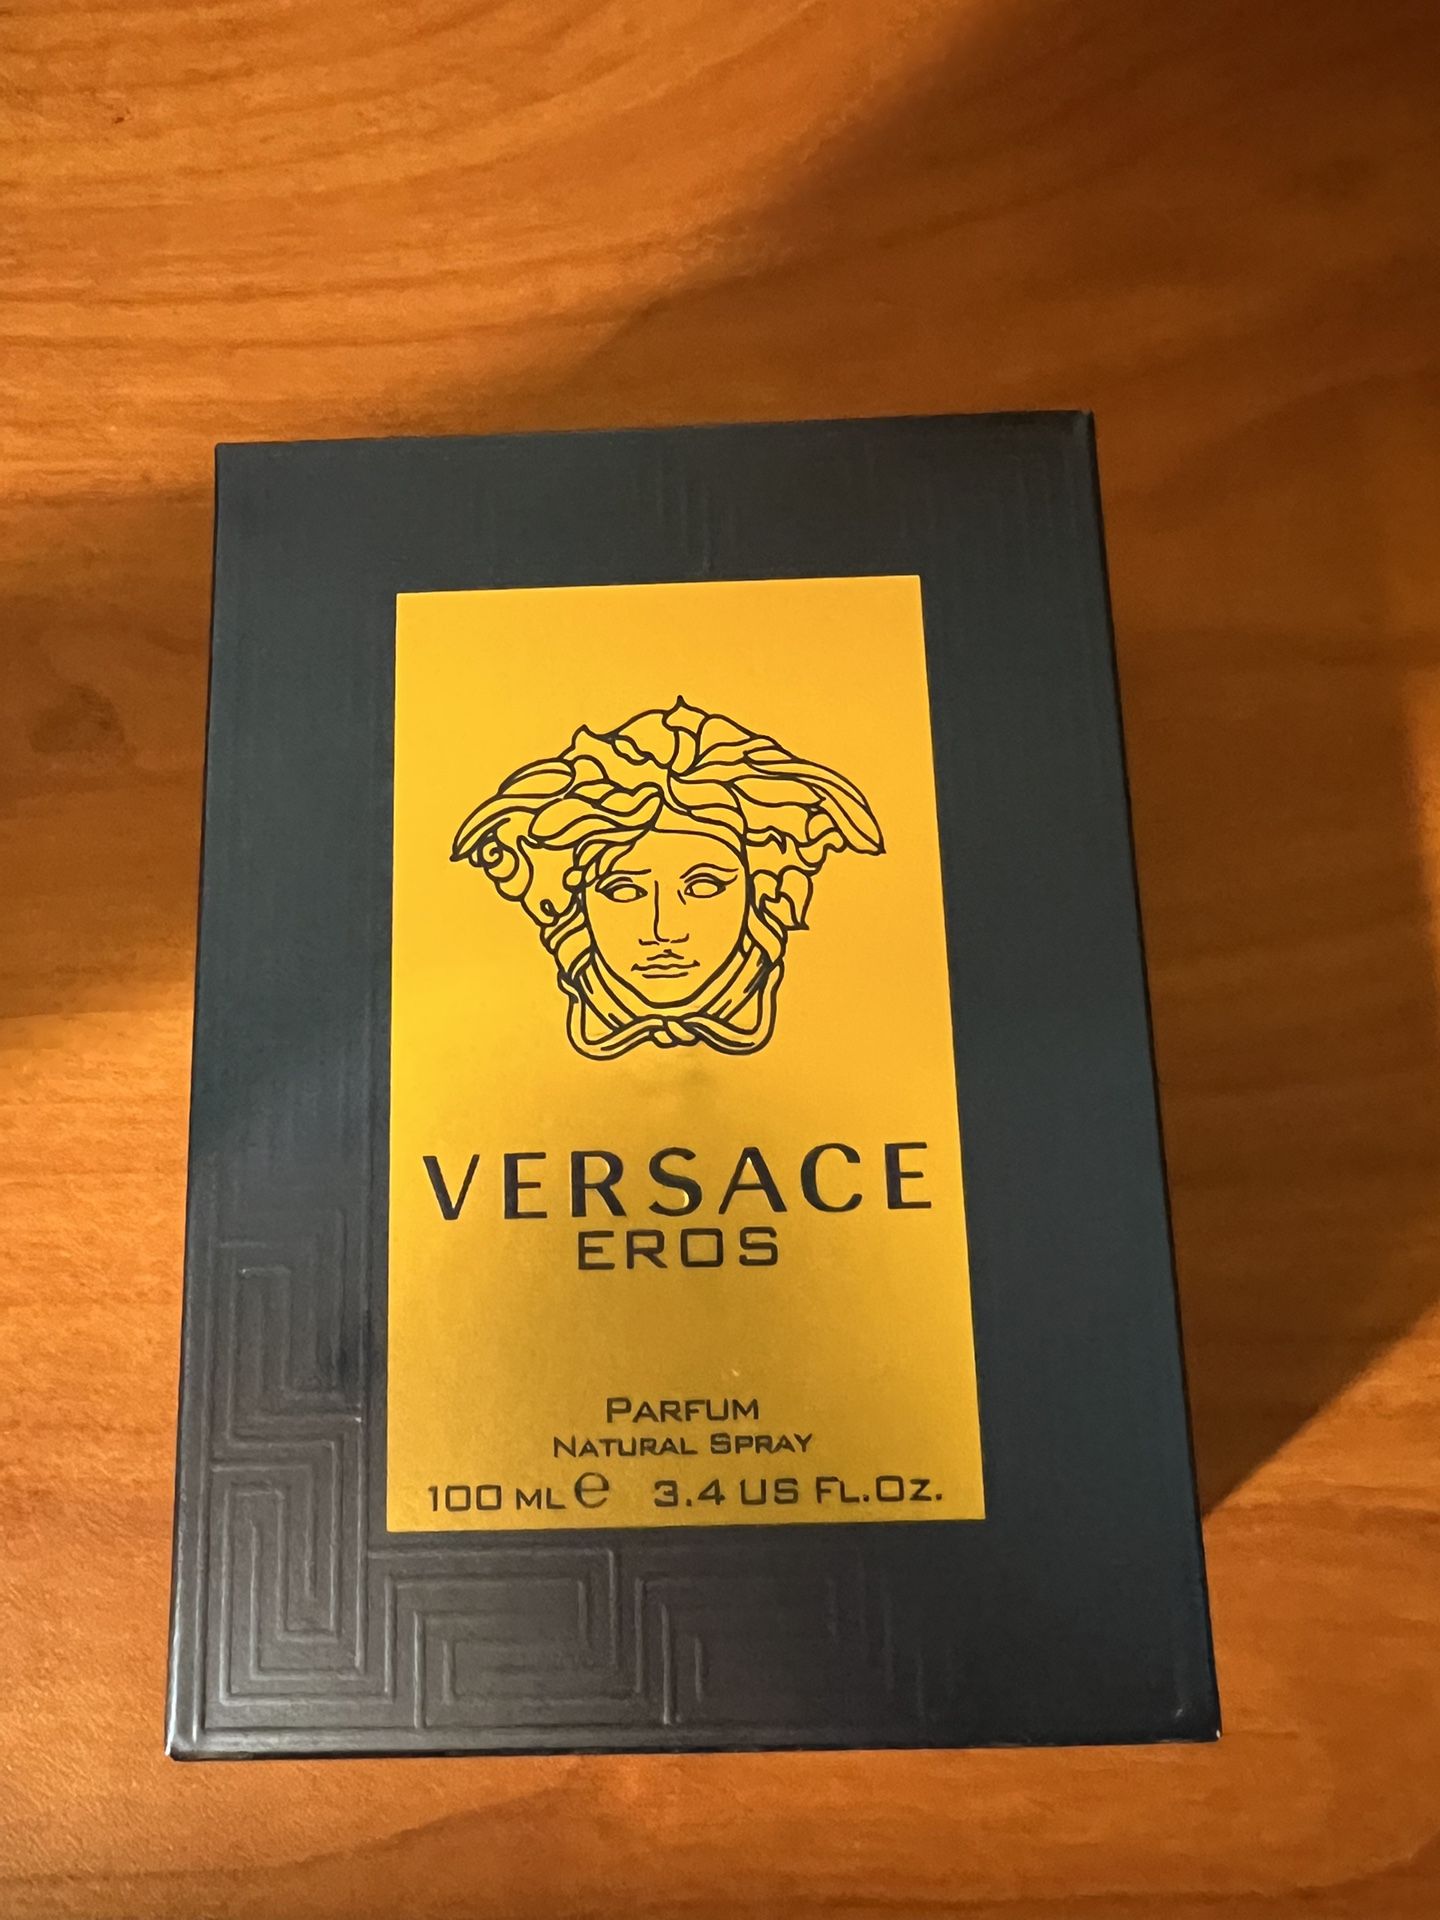 VERSACE
EROS
PARFUM
NATURAL SPRAY
100 ML e 3.4 US FL.OZ.